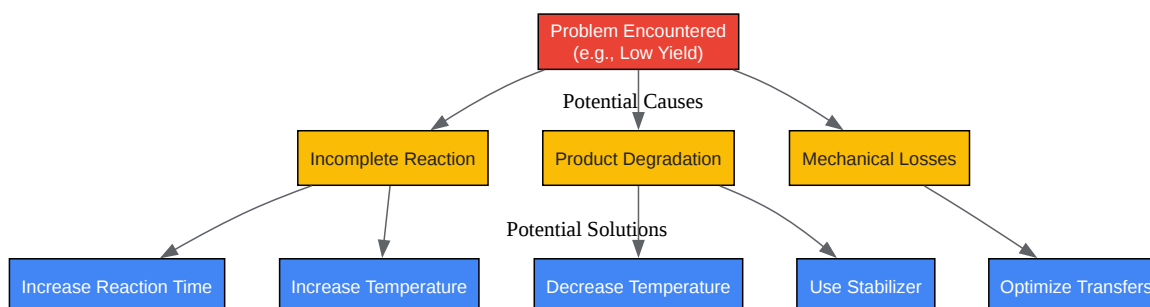 Problem Encountered
(e.g., Low Yield)
Potential Causes
Incomplete Reaction
Product Degradation
Mechanical Losses
Potential Solutions
Increase Reaction Time
Increase Temperature
Decrease Temperature
Use Stabilizer
Optimize Transfers